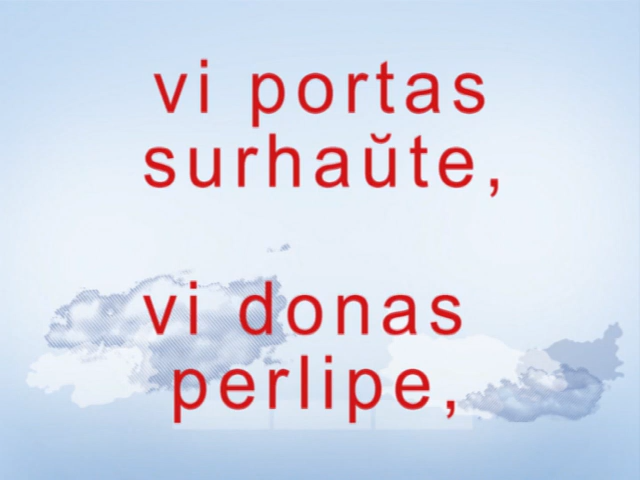 vi portas
surhaŭte,
vi donas
perlipe,